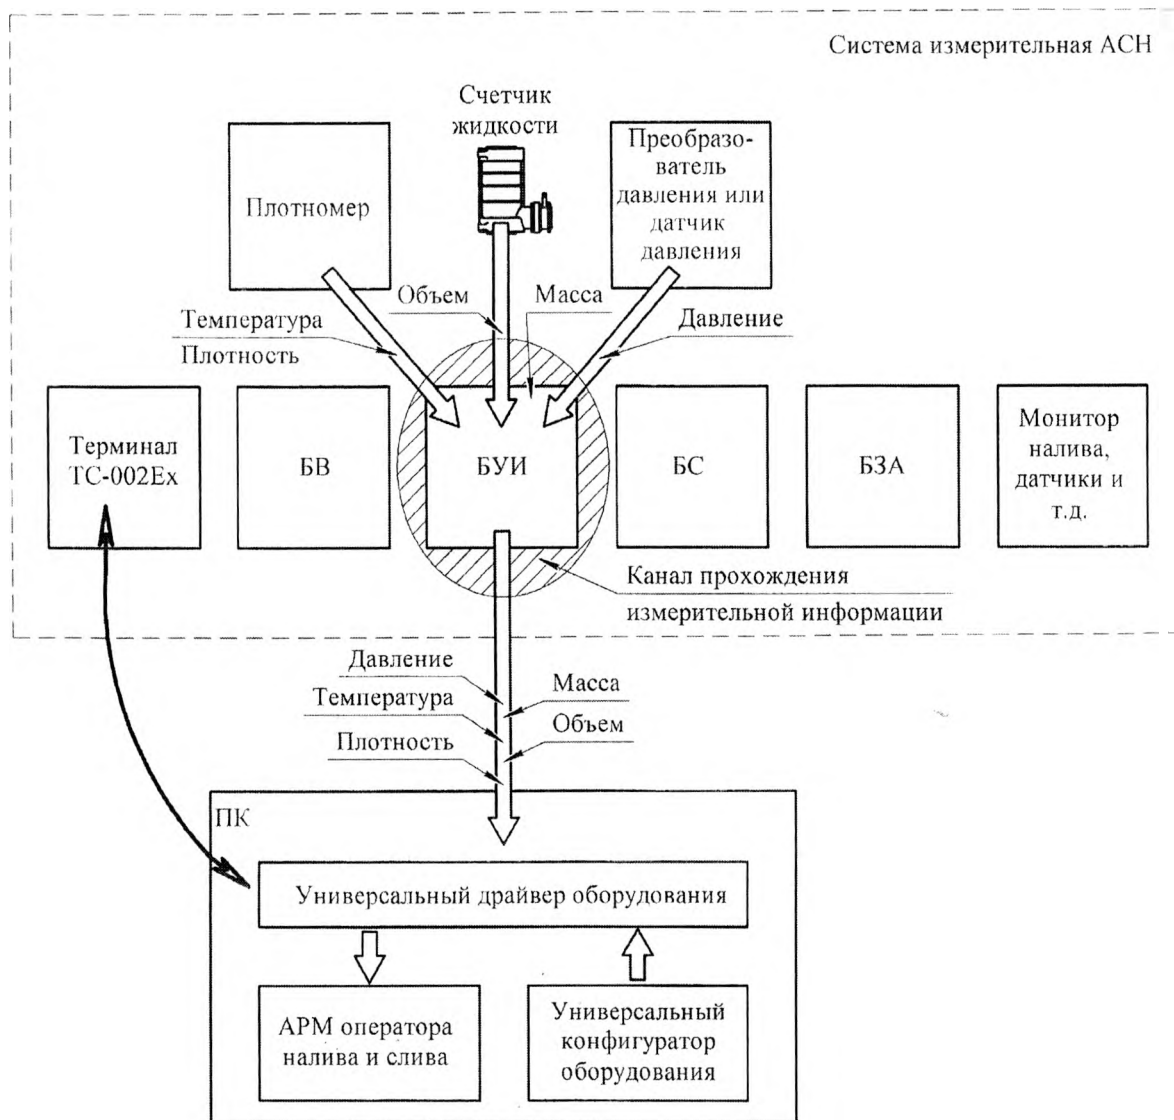 Система измерительная АСН
Счетчик
жидкости
Плотномер
Преобразо-
ватель
давления или
датчик
давления
Объем
Масса
Температура
Плотность
Давление
Терминал
ТС-002Ех
БВ
БУИ
БС
БЗА
Монитор
налива,
датчики и
т.д.
Канал прохождения
измерительной информации
Давление
Масса
Температура
Объем
Плотность
ПК
Универсальный драйвер оборудования
АРМ оператора
налива и слива
Универсальный
конфигуратор
оборудования